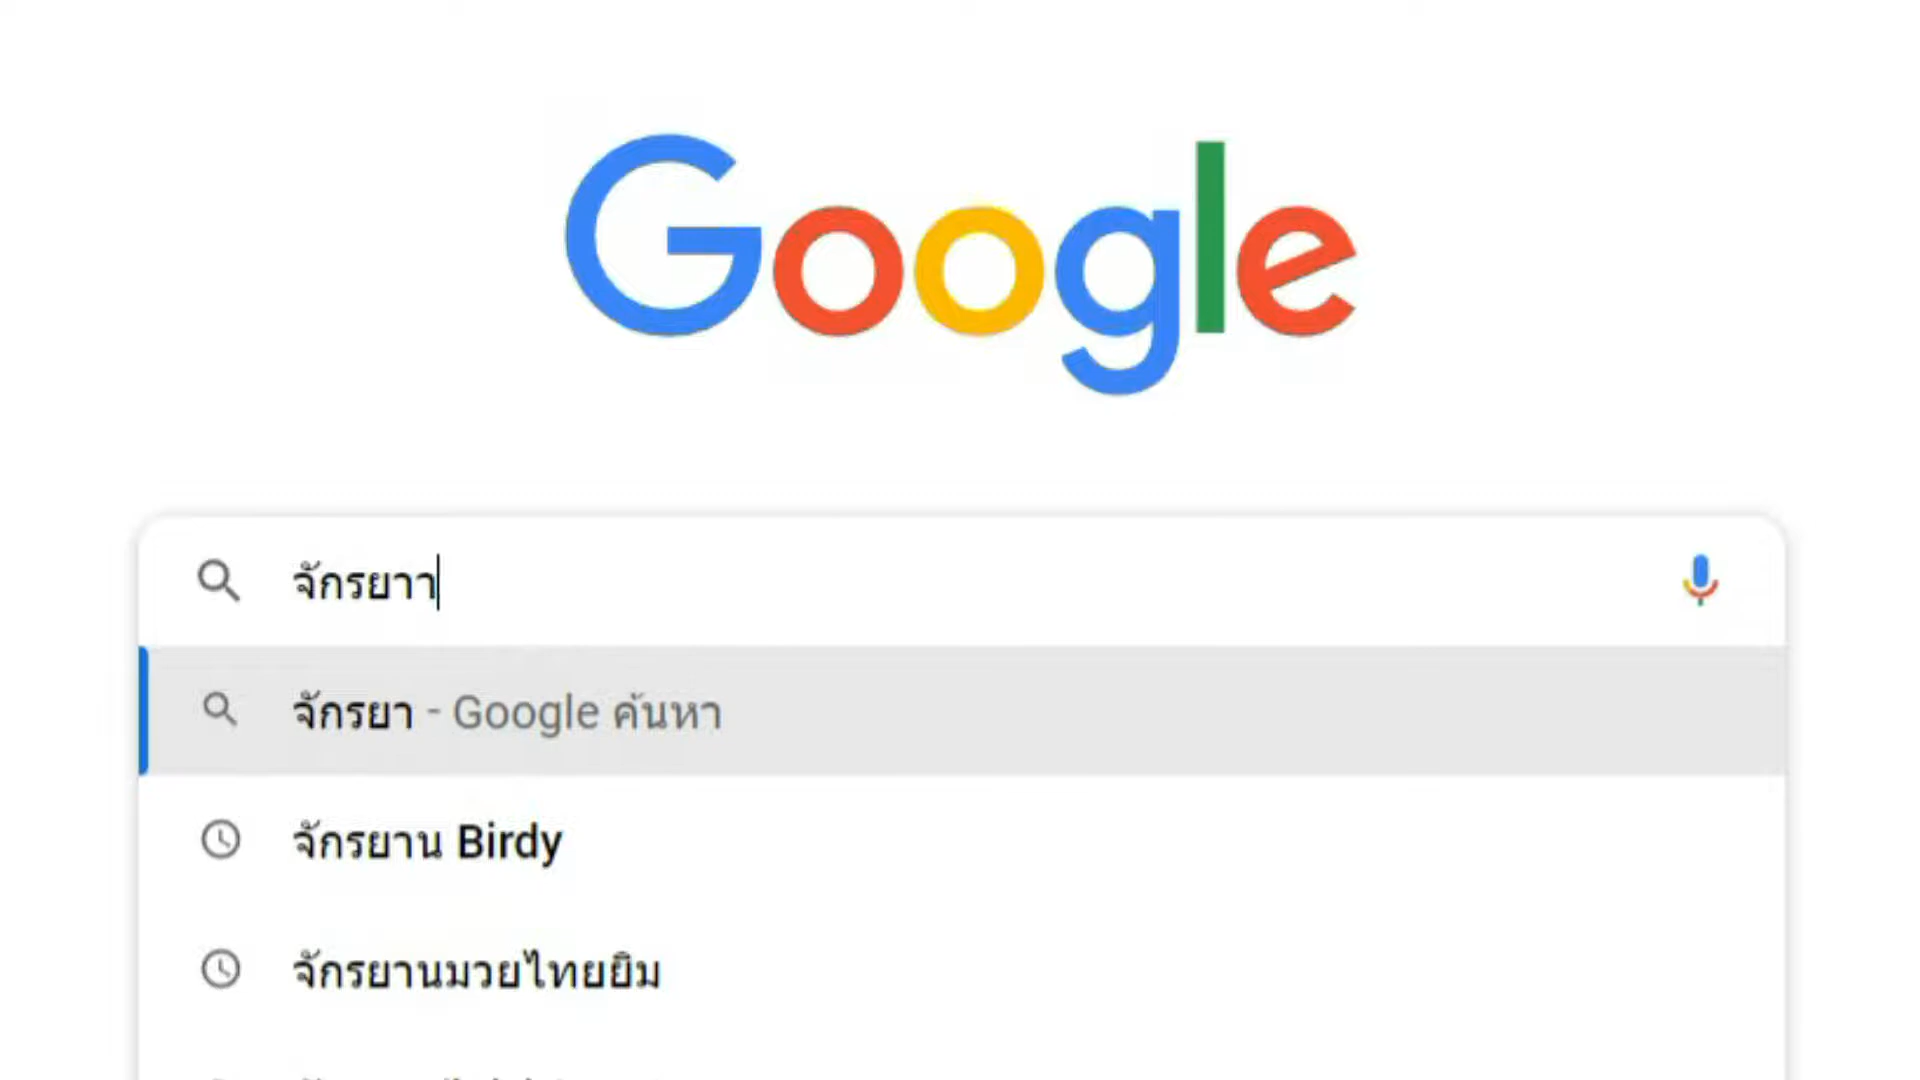 Google
จักรยาา
จักรยา - Google ค้นหา
จักรยาน Birdy
จักรยานมวยไทยยิม